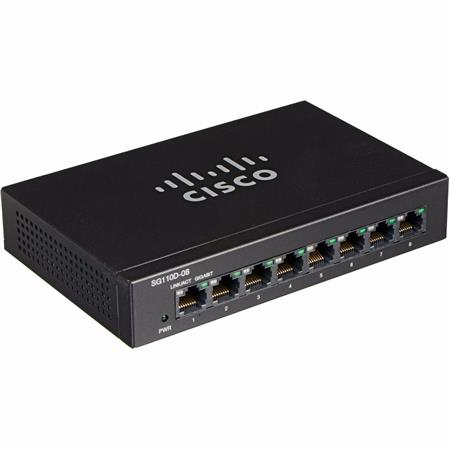 CISCO
SG110D-08
LINK/ACT GIGABIT
PWR
1 2 3 4 5 6 7 8